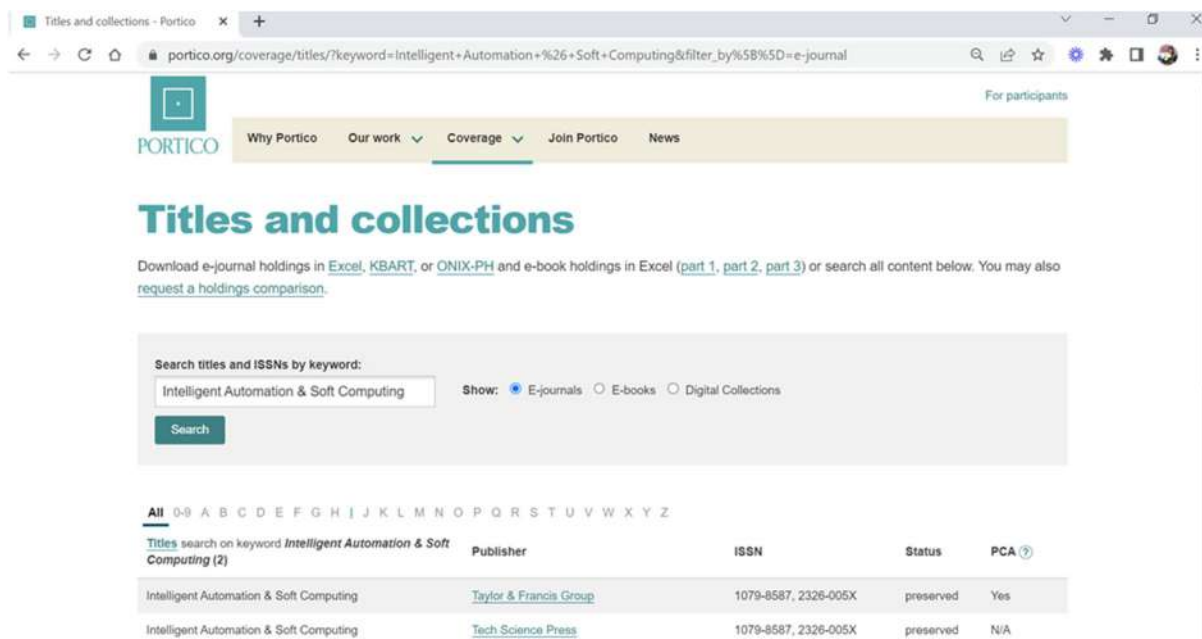 Titles and collections - Portico
portico.org/coverage/titles/?keyword=Intelligent+Automation+%26+Soft+Computing&filter_by%5B%5D=e-journal
For participants
PORTICO
Why Portico Our work Coverage Join Portico News
Titles and collections
Download e-journal holdings in Excel, KBART, or ONIX-PH and e-book holdings in Excel (part 1, part 2, part 3) or search all content below. You may also
request a holdings comparison.
Search titles and ISSNs by keyword:
Intelligent Automation & Soft Computing Show: E-journals E-books Digital Collections
Search
All 0-9 A B C D E F G H I J K L M N O P Q R S T U V W X Y Z
Titles search on keyword Intelligent Automation & Soft
Computing (2) Publisher ISSN Status PCA ?
Intelligent Automation & Soft Computing Taylor & Francis Group 1079-8587, 2326-005X preserved Yes
Intelligent Automation & Soft Computing Tech Science Press 1079-8587, 2326-005X preserved N/A